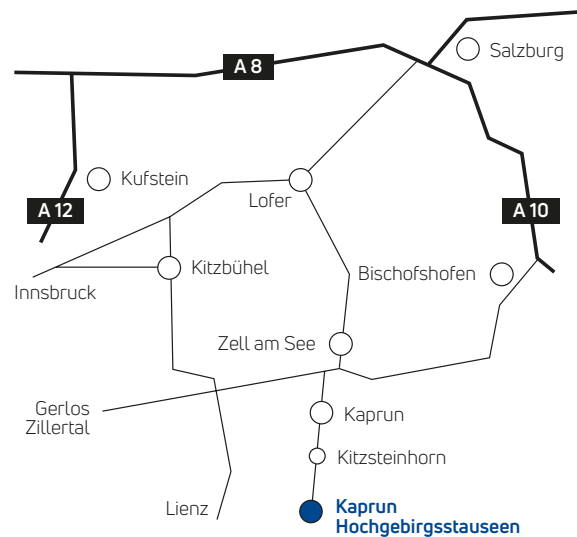 Salzburg
A 8
Kufstein
Lofer
A 12
A 10
Kitzbühel
Bischofshofen
Innsbruck
Zell am See
Gerlos
Zillertal
Kaprun
Kitzsteinhorn
Lienz
Kaprun
Hochgebirgsstauseen